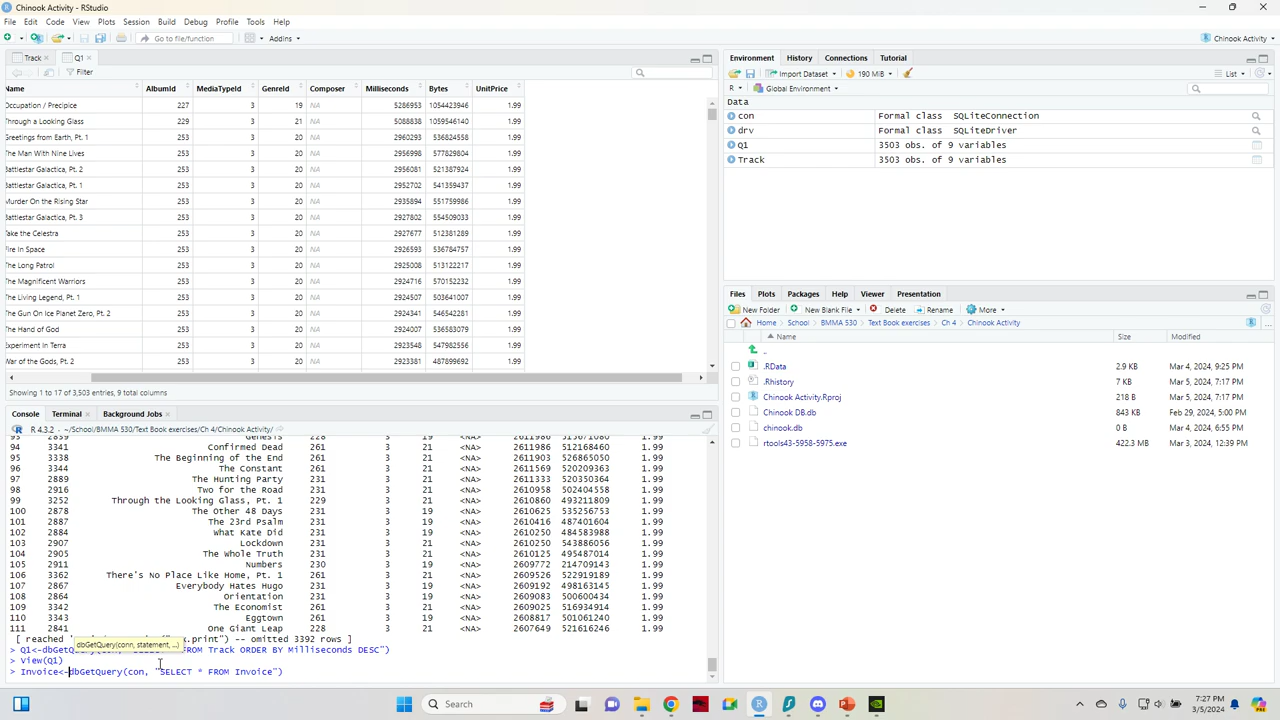 Chinook Activity - RStudio
File Edit Code View Plots Session Build Debug Profile Tools Help
Go to file/function Addins Chinook Activity
Track Q1
Filter
Name AlbumId MediaTypeId GenreId Composer Milliseconds Bytes UnitPrice
Occupation / Precipice 227 3 19 NA 5286953 1054423946 1.99
Through a Looking Glass 229 3 21 NA 5088838 1059546140 1.99
Greetings from Earth, Pt. 1 253 3 20 NA 2960293 536824558 1.99
The Man With Nine Lives 253 3 20 NA 2956998 577829804 1.99
Battlestar Galactica, Pt. 2 253 3 20 NA 2956081 521387924 1.99
Battlestar Galactica, Pt. 1 253 3 20 NA 2952702 541359437 1.99
Murder On the Rising Star 253 3 20 NA 2935894 551759986 1.99
Battlestar Galactica, Pt. 3 253 3 20 NA 2927802 554509033 1.99
Take the Celestra 253 3 20 NA 2927677 512381289 1.99
Fire In Space 253 3 20 NA 2926593 536784757 1.99
The Long Patrol 253 3 20 NA 2925008 513122217 1.99
The Magnificent Warriors 253 3 20 NA 2924716 570152232 1.99
The Living Legend, Pt. 1 253 3 20 NA 2924507 503641007 1.99
The Gun On Ice Planet Zero, Pt. 2 253 3 20 NA 2924341 546542281 1.99
The Hand of God 253 3 20 NA 2924007 536583079 1.99
Experiment In Terra 253 3 20 NA 2923548 547982556 1.99
War of the Gods, Pt. 2 253 3 20 NA 2923381 487899692 1.99
Showing 1 to 17 of 3,503 entries, 9 total columns
Console Terminal Background Jobs
R 4.3.2 · ~/School/BMMA 530/Text Book exercises/Ch 4/Chinook Activity/
94 3341 Confirmed Dead 261 3 19 <NA> 2611986 512168460 1.99
95 3338 The Beginning of the End 261 3 19 <NA> 2611903 526865050 1.99
96 3344 The Constant 261 3 21 <NA> 2611569 520209363 1.99
97 2889 The Hunting Party 231 3 21 <NA> 2611333 520350364 1.99
98 2916 Two for the Road 231 3 21 <NA> 2610958 502404558 1.99
99 3252 Through the Looking Glass, Pt. 1 229 3 21 <NA> 2610860 493211809 1.99
100 2878 The Other 48 Days 231 3 21 <NA> 2610625 535256753 1.99
101 2887 The 23rd Psalm 231 3 19 <NA> 2610416 487401604 1.99
102 2884 What Kate Did 231 3 19 <NA> 2610250 484583988 1.99
103 2907 Lockdown 231 3 21 <NA> 2610250 543886056 1.99
104 2905 The Whole Truth 231 3 21 <NA> 2610125 495487014 1.99
105 2911 Numbers 230 3 19 <NA> 2609772 214709143 1.99
106 3362 There's No Place Like Home, Pt. 1 261 3 21 <NA> 2609526 522919189 1.99
107 2867 Everybody Hates Hugo 231 3 19 <NA> 2609192 498163145 1.99
108 2864 Orientation 231 3 19 <NA> 2609083 500600434 1.99
109 3342 The Economist 261 3 21 <NA> 2609025 516934914 1.99
110 3343 Eggtown 261 3 19 <NA> 2608817 501061240 1.99
111 2841 One Giant Leap 228 3 21 <NA> 2607649 521616246 1.99
-- omitted 3392 rows ]
dbGetQuery(conn, statement, ...)
> Q1<-dbGetQuery(con, FROM Track ORDER BY Milliseconds DESC")
> View(Q1)
> Invoice<-dbGetQuery(con, "SELECT * FROM Invoice")
Environment History Connections Tutorial
Import Dataset 190 MiB List
R Global Environment
Data
con Formal class SQLiteConnection
drv Formal class SQLiteDriver
Q1 3503 obs. of 9 variables
Track 3503 obs. of 9 variables
Files Plots Packages Help Viewer Presentation
New Folder New Blank File Delete Rename More
Home School BMMA 530 Text Book exercises Ch 4 Chinook Activity
Name Size Modified
..
.RData 2.9 KB Mar 4, 2024, 9:25 PM
.Rhistory 7 KB Mar 5, 2024, 7:17 PM
Chinook Activity.Rproj 218 B Mar 5, 2024, 7:17 PM
Chinook DB.db Feb 29, 2024, 5:00 PM
chinook.db 0 B Mar 4, 2024, 6:55 PM
rtools43-5958-5975.exe 422.3 MB Mar 3, 2024, 12:39 PM
Search
7:27 PM
3/5/2024